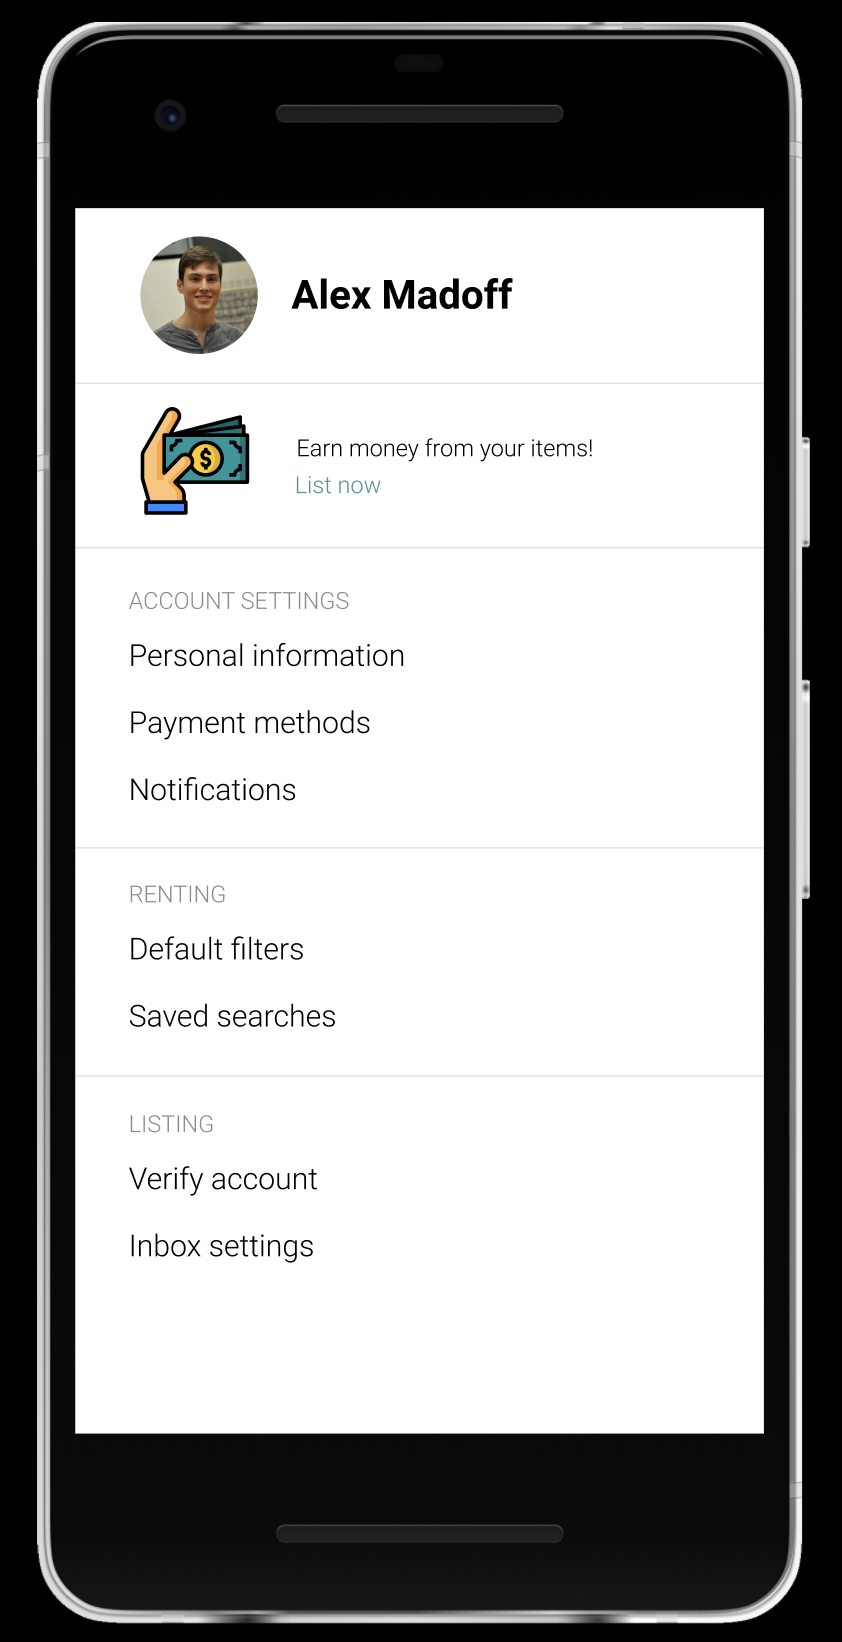 Alex Madoff
Earn money from your items!
List now
ACCOUNT SETTINGS
Personal information
Payment methods
Notifications
RENTING
Default filters
Saved searches
LISTING
Verify account
Inbox settings